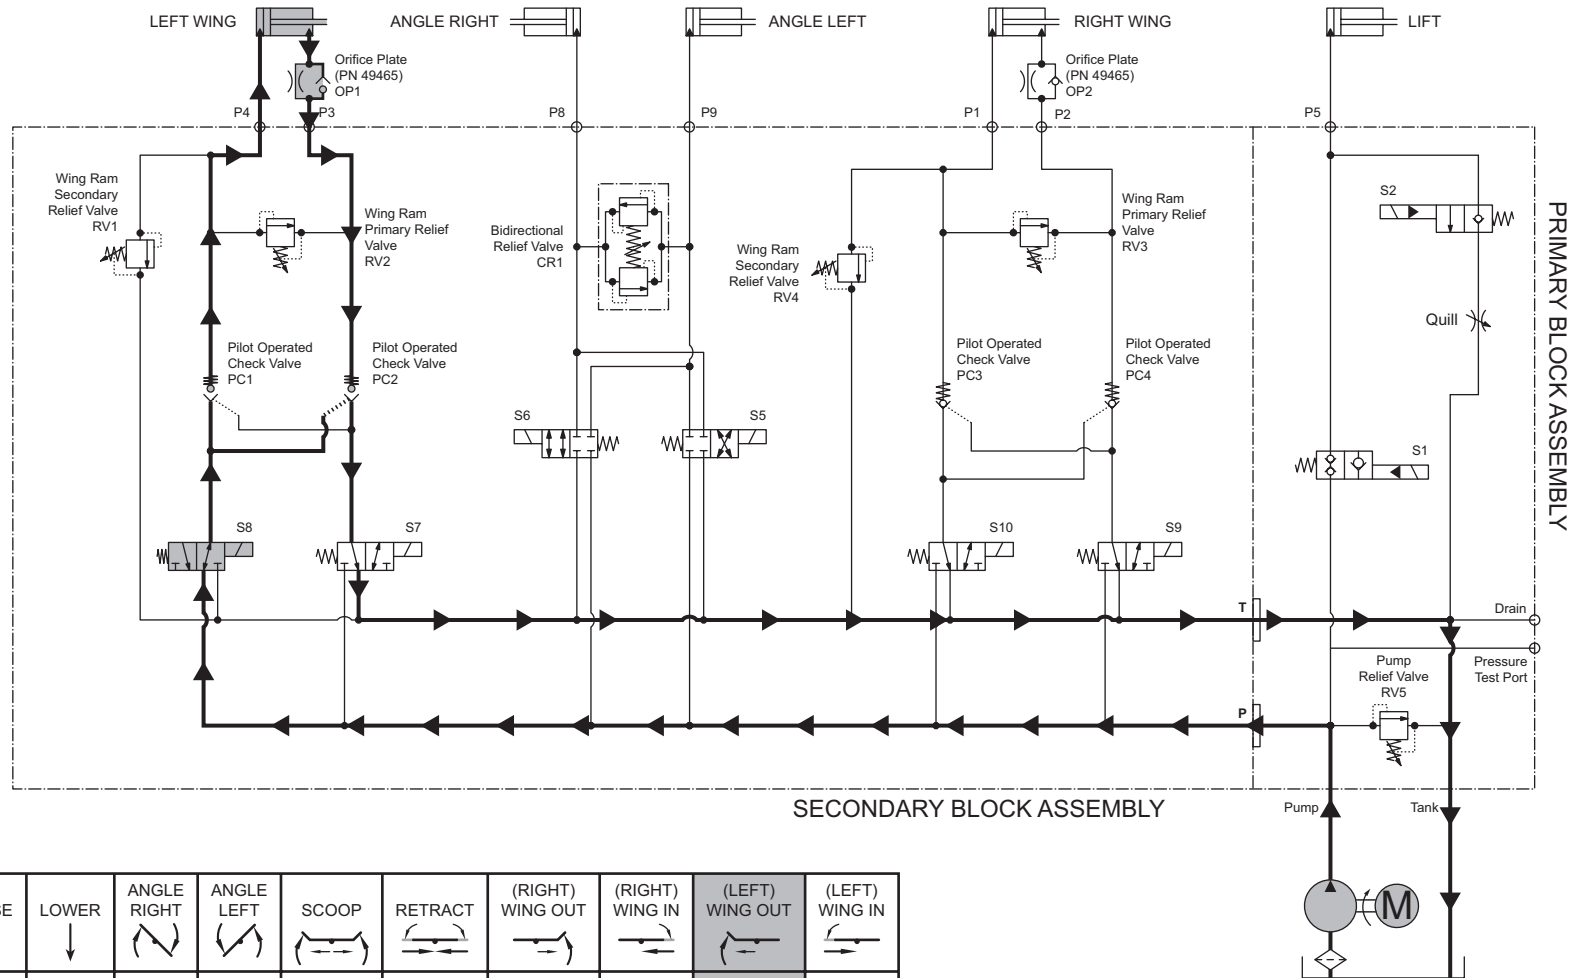 LEFT WING
ANGLE RIGHT
ANGLE LEFT
RIGHT WING
LIFT
Orifice Plate
(PN 49465)
OP1
Orifice Plate
(PN 49465)
OP2
P4
P3
P8
P9
P1
P2
P5
Wing Ram
Secondary
Relief Valve
RV1
Wing Ram
Primary Relief
Valve
RV2
Bidirectional
Relief Valve
CR1
Wing Ram
Secondary
Relief Valve
RV4
Wing Ram
Primary Relief
Valve
RV3
S2
Quill
PRIMARY BLOCK ASSEMBLY
Pilot Operated
Check Valve
PC1
Pilot Operated
Check Valve
PC2
Pilot Operated
Check Valve
PC3
Pilot Operated
Check Valve
PC4
S6
S5
S1
S8
S7
S10
S9
T
Drain
Pump
Relief Valve
RV5
Pressure
Test Port
P
SECONDARY BLOCK ASSEMBLY
Pump
Tank
M
E
LOWER
ANGLE
RIGHT
ANGLE
LEFT
SCOOP
RETRACT
(RIGHT)
WING OUT
(RIGHT)
WING IN
(LEFT)
WING OUT
(LEFT)
WING IN